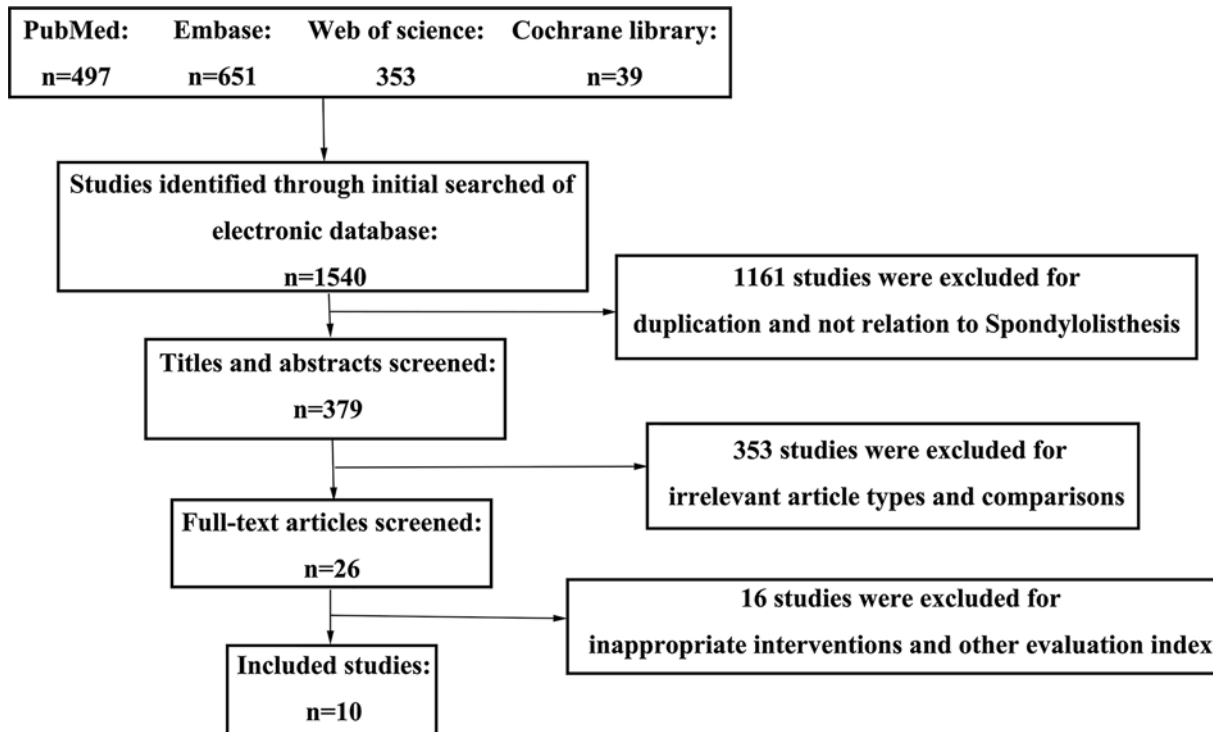 PubMed: Embase: Web of science: Cochrane library:
n=497 n=651 353 n=39
Studies identified through initial searched of
electronic database:
n=1540
1161 studies were excluded for
duplication and not relation to Spondylolisthesis
Titles and abstracts screened:
n=379
353 studies were excluded for
irrelevant article types and comparisons
Full-text articles screened:
n=26
16 studies were excluded for
inappropriate interventions and other evaluation index
Included studies:
n=10